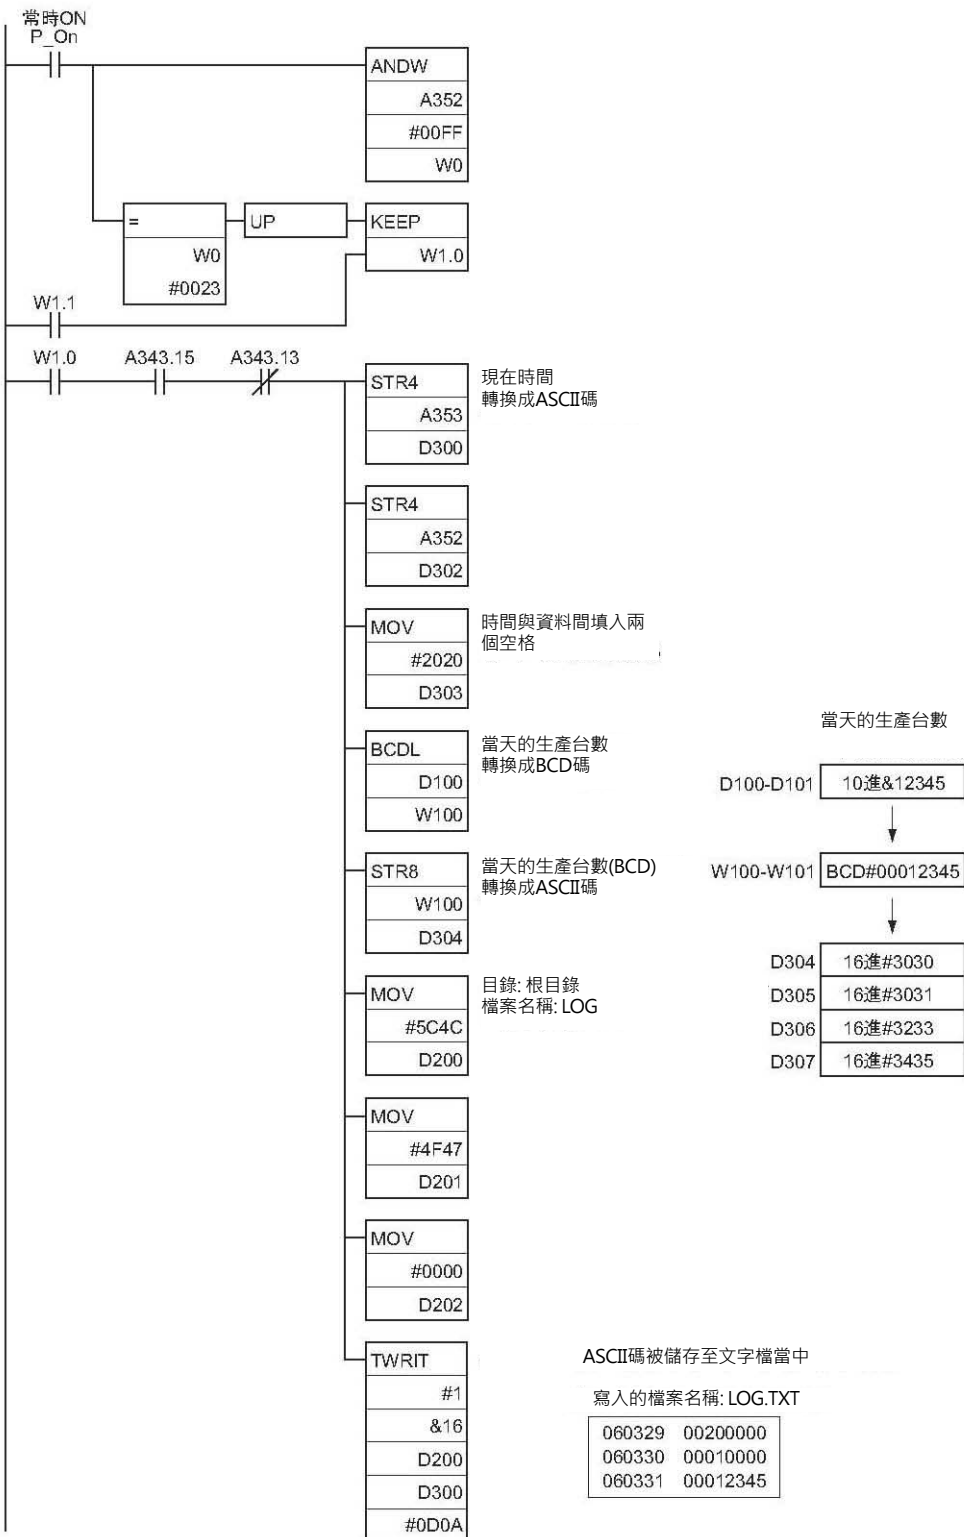 常時ON
P_On
ANDW
A352
#00FF
W0
=
W0
#0023
UP
KEEP
W1.0
W1.1
W1.0
A343.15
A343.13
STR4
A353
D300
現在時間
轉換成ASCII碼
STR4
A352
D302
MOV
#2020
D303
時間與資料間填入兩
個空格
BCDL
D100
W100
當天的生產台數
轉換成BCD碼
STR8
W100
D304
當天的生產台數(BCD)
轉換成ASCII碼
MOV
#5C4C
D200
目錄: 根目錄
檔案名稱: LOG
MOV
#4F47
D201
MOV
#0000
D202
TWRIT
#1
&16
D200
D300
#0D0A
當天的生產台數
D100-D101 10進&12345
W100-W101 BCD#00012345
D304 16進#3030
D305 16進#3031
D306 16進#3233
D307 16進#3435
ASCII碼被儲存至文字檔當中
寫入的檔案名稱: LOG.TXT
060329 00200000
060330 00010000
060331 00012345